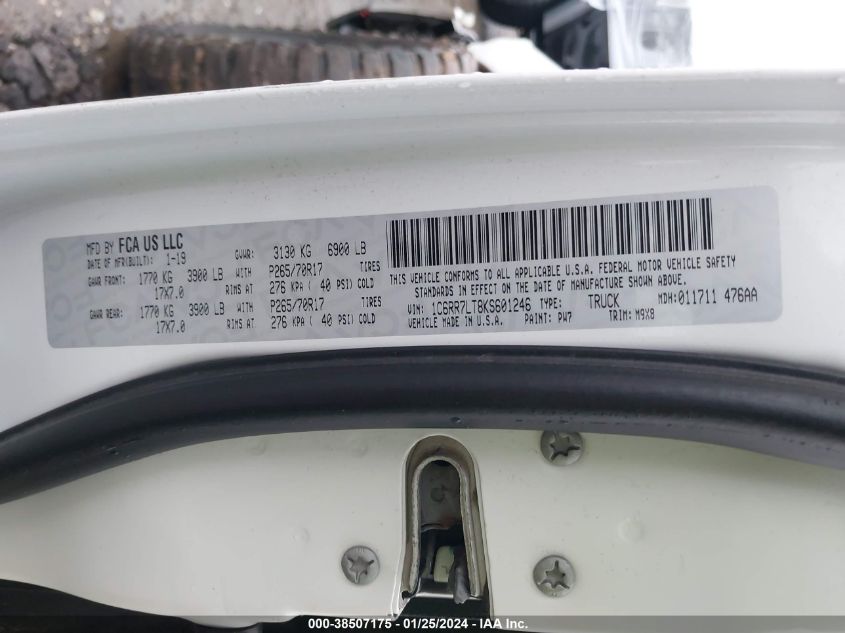 MFD BY FCA US LLC
DATE OF MFR(BUILT): 1-19 GVWR: 3130 KG 6900 LB
GAWR FRONT: 1770 KG 3900 LB WITH P265/70R17 TIRES
17X7.0 RIMS AT 276 KPA ( 40 PSI) COLD
GAWR REAR: 1770 KG 3900 LB WITH P265/70R17 TIRES
17X7.0 RIMS AT 276 KPA ( 40 PSI) COLD
THIS VEHICLE CONFORMS TO ALL APPLICABLE U.S.A. FEDERAL MOTOR VEHICLE SAFETY
STANDARDS IN EFFECT ON THE DATE OF MANUFACTURE SHOWN ABOVE.
VIN: 1C6RR7LT8KS601246 TYPE: TRUCK MDH:011711 476AA
VEHICLE MADE IN U.S.A. PAINT: PW7 TRIM: M9X8
000-38507175 - 01/25/2024 - IAA Inc.